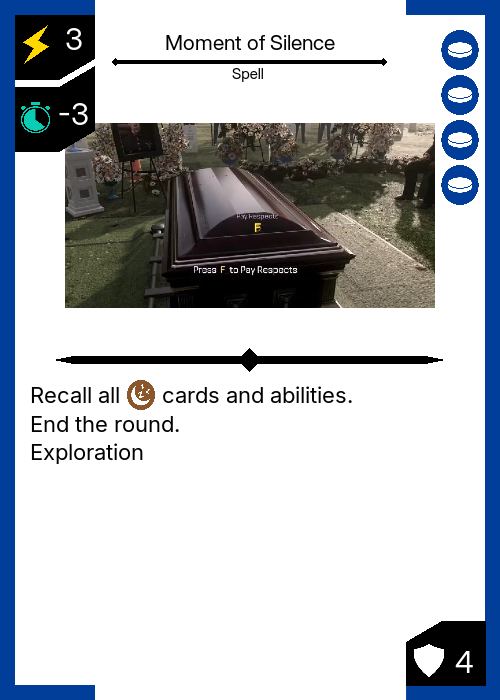 3
Moment of Silence
Spell
-3
Pay Respects
F
Press F to Pay Respects
Recall all cards and abilities.
End the round.
Exploration
4